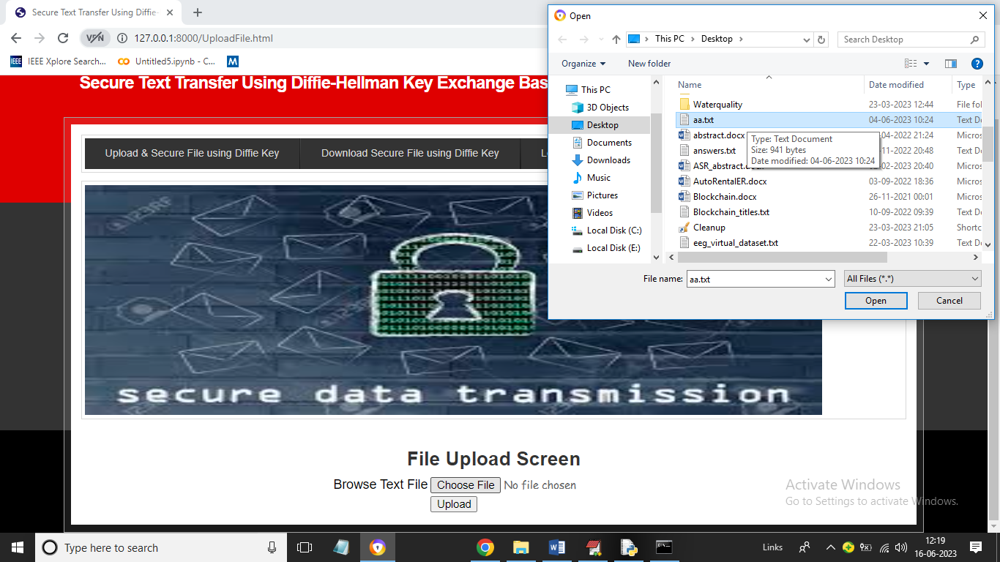 Secure Text Transfer Using Diffie-
127.0.0.1:8000/UploadFile.html
VPN
IEEE IEEE Xplore Search...
Untitled5.ipynb - C...
M
Secure Text Transfer Using Diffie-Hellman Key Exchange Bas
Upload & Secure File using Diffie Key
Download Secure File using Diffie Key
L
secure data transmission
File Upload Screen
Browse Text File Choose File No file chosen
Upload
Open
This PC
Desktop
Search Desktop
Organize
New folder
This PC
3D Objects
Desktop
Documents
Downloads
Music
Pictures
Videos
Local Disk (C:)
Local Disk (E:)
Name Date modified Type
Waterquality 23-03-2023 12:44 File fol
aa.txt 04-06-2023 10:24 Text Do
abstract.docx -04-2022 21:24 Micros
answers.txt -11-2022 20:48 Text Do
ASR_abstract.docx -02-2023 20:40 Micros
AutoRentalER.docx 03-09-2022 18:36 Micros
Blockchain.docx 26-11-2021 00:01 Micros
Blockchain_titles.txt 10-09-2022 09:39 Text Do
Cleanup 23-03-2023 21:05 Shortc
eeg_virtual_dataset.txt 22-03-2023 10:39 Text Do
Type: Text Document
Size: 941 bytes
Date modified: 04-06-2023 10:24
File name: aa.txt
All Files (*.*)
Open
Cancel
Activate Windows
Go to Settings to activate Windows.
Type here to search
Links
12:19
16-06-2023